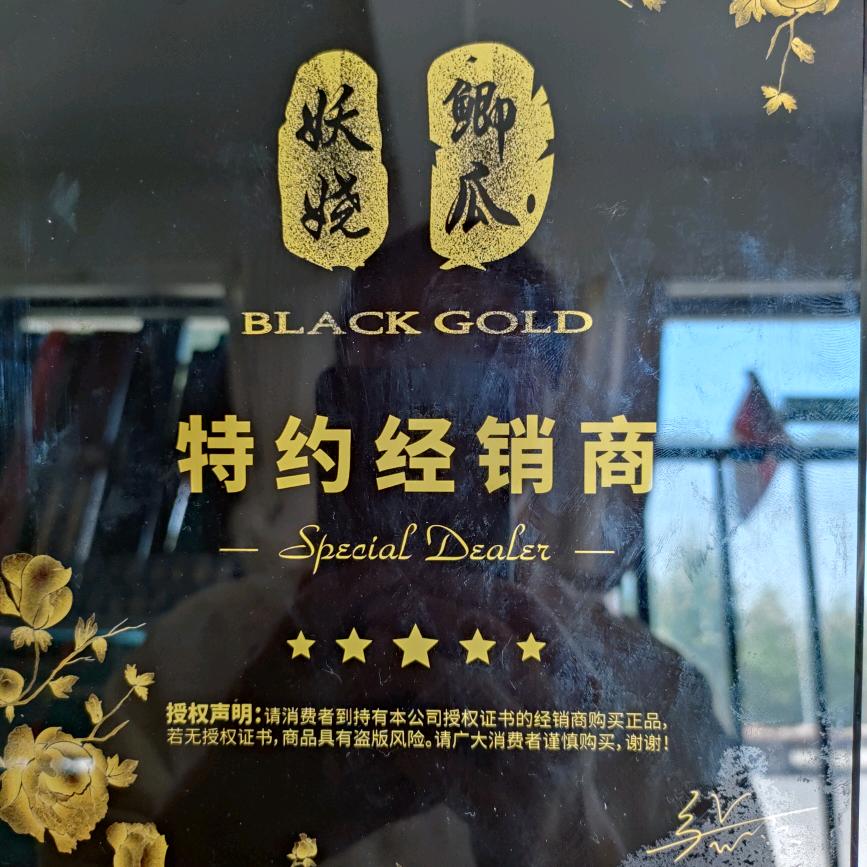 妖娆
鲫瓜
BLACK GOLD
特约经销商
Special Dealer
授权声明：请消费者到持有本公司授权证书的经销商购买正品，
若无授权证书，商品具有盗版风险。请广大消费者谨慎购买，谢谢！